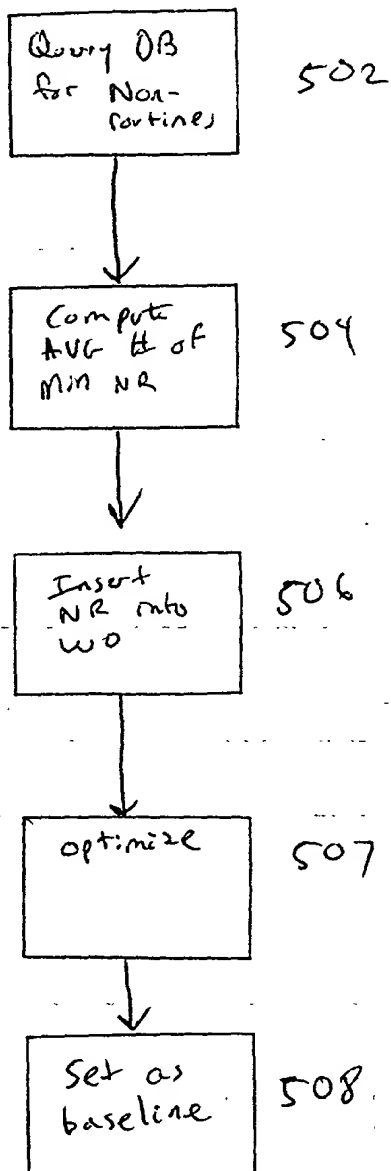 Query DB
for Non-
routines
502
Compute
AVG # of
Min NR
504
Insert
NR into
WO
506
optimize
507
Set as
baseline
508